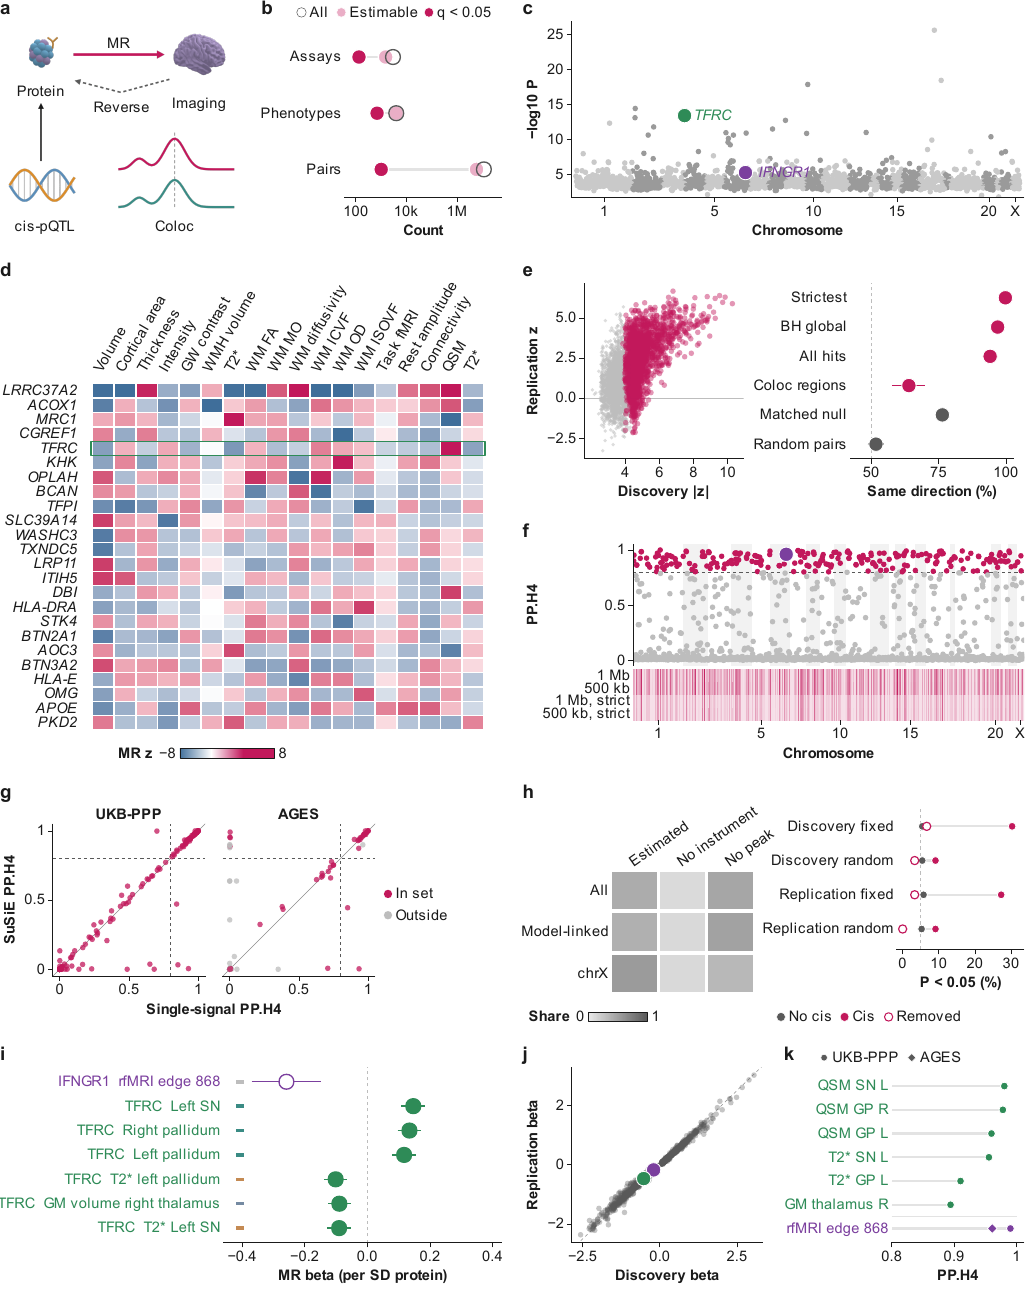 a
MR
Protein
Reverse
Imaging
cis-pQTL
Coloc
b
All
Estimable
q < 0.05
Assays
Phenotypes
Pairs
100
10k
1M
Count
c
−log10 P
25
20
15
10
5
TFRC
IFNGR1
1
5
10
15
20
X
Chromosome
d
Volume
Cortical area
Thickness
Intensity
GW contrast
WMH volume
T2*
WM FA
WM MO
WM diffusivity
WM ICVF
WM OD
WM ISOVF
Task fMRI
Rest amplitude
Connectivity
QSM
T2*
LRRC37A2
ACOX1
MRC1
CGREF1
TFRC
KHK
OPLAH
BCAN
TFPI
SLC39A14
WASHC3
TXNDC5
LRP11
ITIH5
DBI
HLA-DRA
STK4
BTN2A1
AOC3
BTN3A2
HLA-E
OMG
APOE
PKD2
MR z
−8
8
e
Replication z
5.0
2.5
0.0
−2.5
4
6
8
10
Discovery |z|
Strictest
BH global
All hits
Coloc regions
Matched null
Random pairs
50
75
100
Same direction (%)
f
PP.H4
1
0.5
0
1 Mb
500 kb
1 Mb, strict
500 kb, strict
1
5
10
15
20
X
Chromosome
g
UKB-PPP
AGES
SuSiE PP.H4
1
0.5
0
0
0.5
1
0
0.5
1
Single-signal PP.H4
In set
Outside
h
Estimated
No instrument
No peak
All
Model-linked
chrX
Share
0
1
Discovery fixed
Discovery random
Replication fixed
Replication random
0
10
20
30
P < 0.05 (%)
No cis
Cis
Removed
i
IFNGR1 rfMRI edge 868
TFRC Left SN
TFRC Right pallidum
TFRC Left pallidum
TFRC T2* left pallidum
TFRC GM volume right thalamus
TFRC T2* Left SN
−0.4
−0.2
0.0
0.2
0.4
MR beta (per SD protein)
j
Replication beta
2
0
−2
−2.5
0.0
2.5
Discovery beta
k
UKB-PPP
AGES
QSM SN L
QSM GP R
QSM GP L
T2* SN L
T2* GP L
GM thalamus R
rfMRI edge 868
0.8
0.9
1
PP.H4